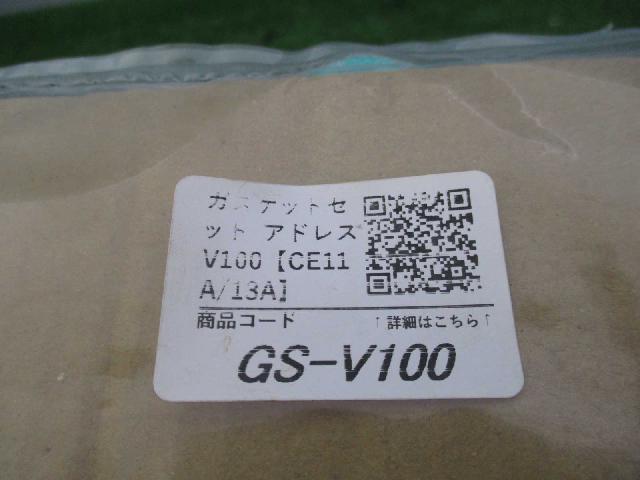 ガスケットセ
ット アドレス
V100【CE11
A/13A】
商品コード
↑詳細はこちら↑
GS-V100